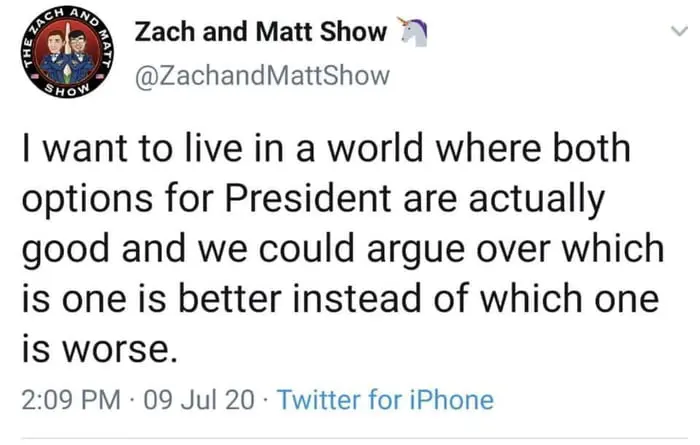 THE ZACH AND MATT SHOW
Zach and Matt Show 🦄
@ZachandMattShow
I want to live in a world where both
options for President are actually
good and we could argue over which
is one is better instead of which one
is worse.
2:09 PM · 09 Jul 20 · Twitter for iPhone